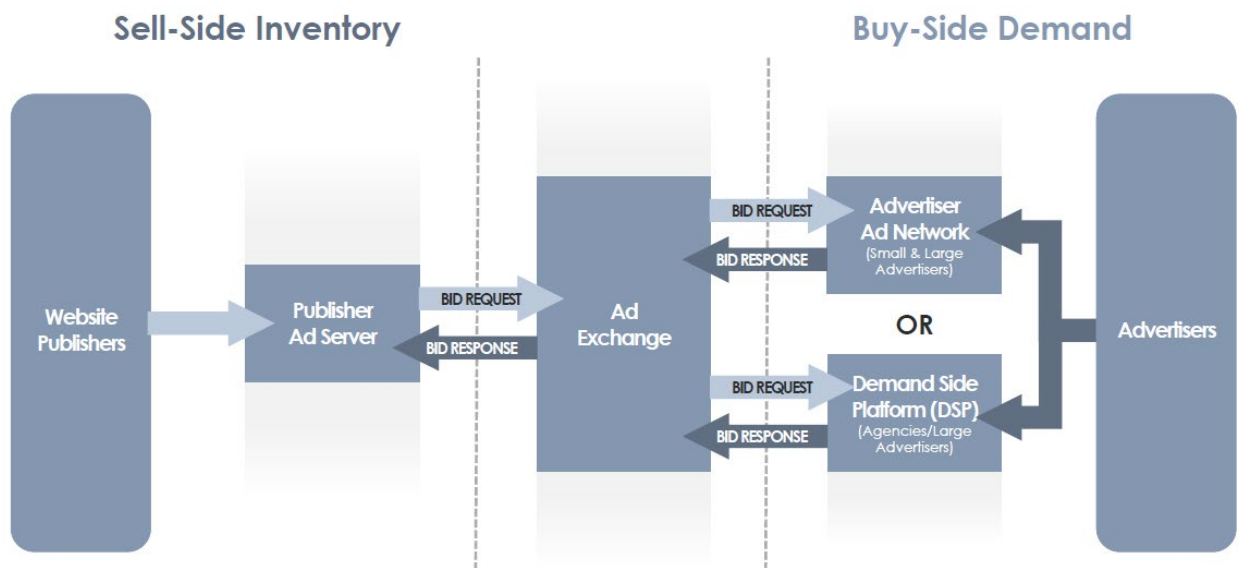 Sell-Side Inventory
Buy-Side Demand
Website
Publishers
Publisher
Ad Server
BID REQUEST
BID RESPONSE
Ad
Exchange
BID REQUEST
BID RESPONSE
BID REQUEST
BID RESPONSE
Advertiser
Ad Network
(Small & Large
Advertisers)
OR
Demand Side
Platform (DSP)
(Agencies/Large
Advertisers)
Advertisers